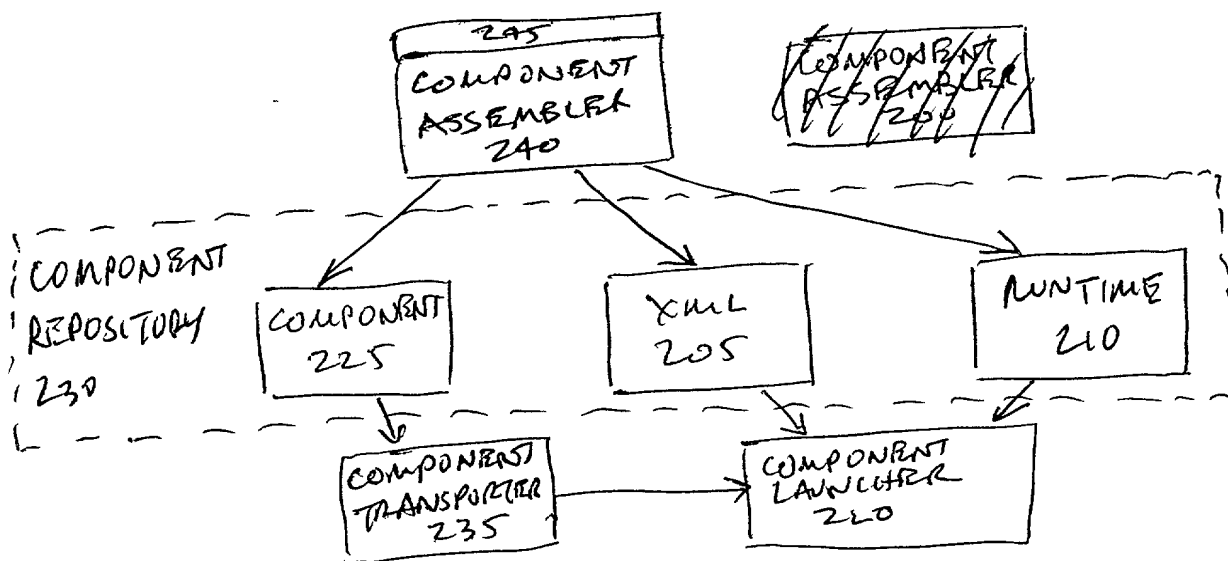 245
COMPONENT
ASSEMBLER
240
COMPONENT
ASSEMBLER
200
COMPONENT
REPOSITORY
230
COMPONENT
225
XML
205
RUNTIME
210
COMPONENT
TRANSPORTER
235
COMPONENT
LAUNCHER
220